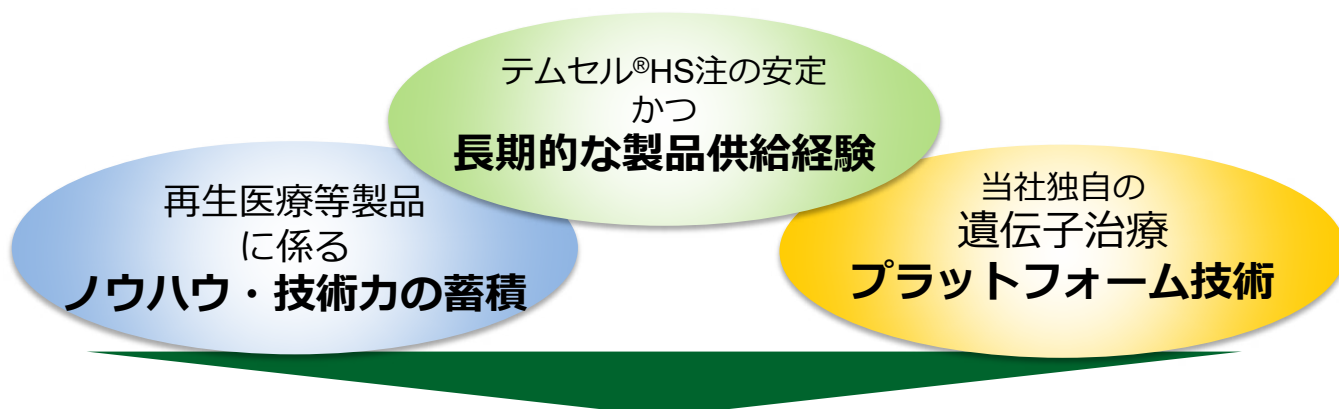 テムセル®HS注の安定
かつ
長期的な製品供給経験
再生医療等製品
に係る
ノウハウ・技術力の蓄積
当社独自の
遺伝子治療
プラットフォーム技術